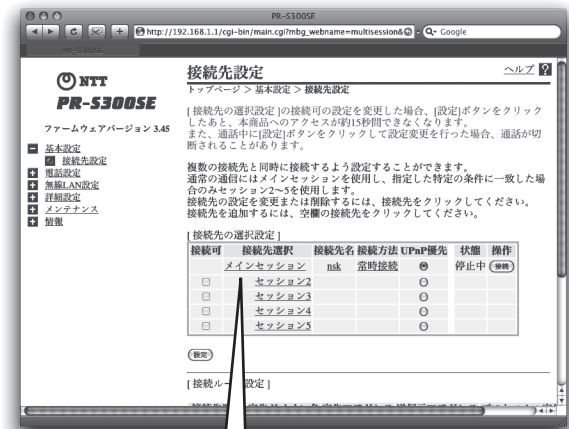 PR-S300SE
http://192.168.1.1/cgi-bin/main.cgi?mbg_webname=multisession&
Google
PR-S300SE
NTT
PR-S300SE
ファームウェアバージョン 3.45
基本設定
接続先設定
電話設定
無線LAN設定
詳細設定
メンテナンス
情報
接続先設定
ヘルプ ?
トップページ > 基本設定 > 接続先設定
[接続先の選択設定]の接続可の設定を変更した場合、[設定]ボタンをクリック
したあと、本商品へのアクセスが約15秒間できなくなります。
また、通話中に[設定]ボタンをクリックして設定変更を行った場合、通話が切
断されることがあります。
複数の接続先と同時に接続するよう設定することができます。
通常の通信にはメインセッションを使用し、指定した特定の条件に一致した場
合のみセッション2~5を使用します。
接続先の設定を変更または削除するには、接続先をクリックしてください。
接続先を追加するには、空欄の接続先をクリックしてください。
[接続先の選択設定]
接続可 接続先選択 接続先名 接続方法 UPnP優先 状態 操作
メインセッション nsk 常時接続 停止中 接続
セッション2
セッション3
セッション4
セッション5
設定
[接続ル 設定]